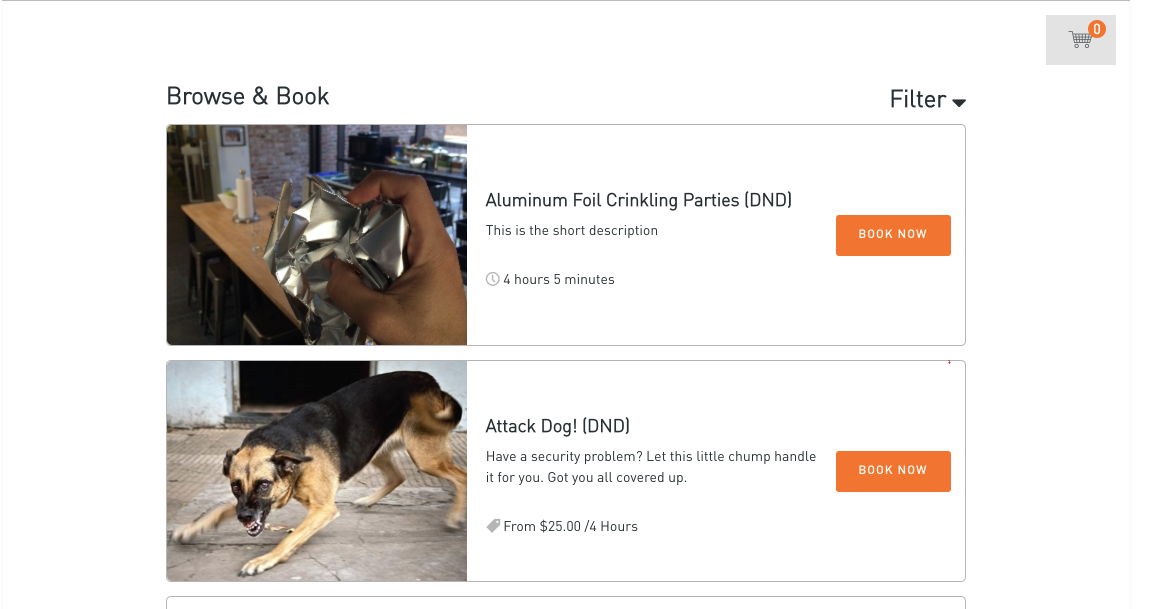 0
Browse & Book
Filter
Aluminum Foil Crinkling Parties (DND)
This is the short description
BOOK NOW
4 hours 5 minutes
Attack Dog! (DND)
Have a security problem? Let this little chump handle
it for you. Got you all covered up.
BOOK NOW
From $25.00 /4 Hours